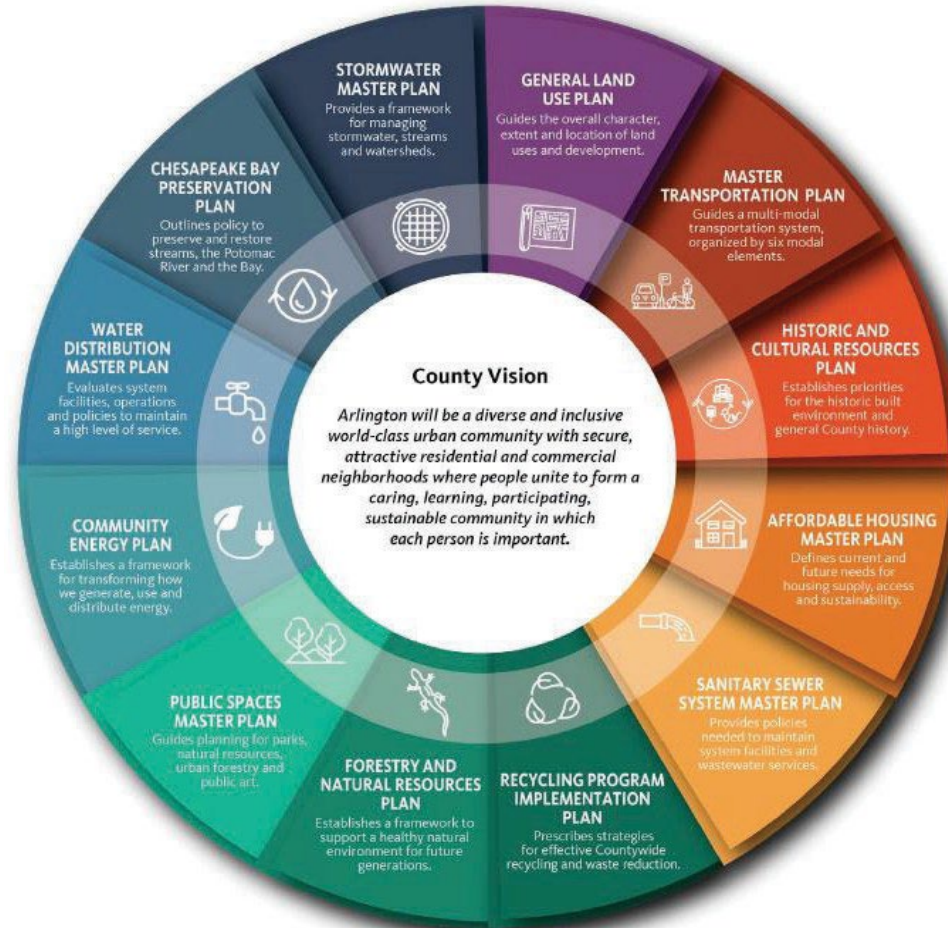 STORMWATER
MASTER PLAN
Provides a framework
for managing
stormwater, streams
and watersheds.
GENERAL LAND
USE PLAN
Guides the overall character,
extent and location of land
uses and development.
MASTER
TRANSPORTATION PLAN
Guides a multi-modal
transportation system,
organized by six modal
elements.
HISTORIC AND
CULTURAL RESOURCES
PLAN
Establishes priorities
for the historic built
environment and
general County history.
AFFORDABLE HOUSING
MASTER PLAN
Defines current and
future needs for
housing supply, access
and sustainability.
SANITARY SEWER
SYSTEM MASTER PLAN
Provides policies
needed to maintain
system facilities and
wastewater services.
RECYCLING PROGRAM
IMPLEMENTATION
PLAN
Prescribes strategies
for effective Countywide
recycling and waste reduction.
FORESTRY AND
NATURAL RESOURCES
PLAN
Establishes a framework to
support a healthy natural
environment for future
generations.
PUBLIC SPACES
MASTER PLAN
Guides planning for parks,
natural resources,
urban forestry and
public art.
COMMUNITY
ENERGY PLAN
Establishes a framework
for transforming how
we generate, use and
distribute energy.
WATER
DISTRIBUTION
MASTER PLAN
Evaluates system
facilities, operations
and policies to maintain
a high level of service.
CHESAPEAKE BAY
PRESERVATION
PLAN
Outlines policy to
preserve and restore
streams, the Potomac
River and the Bay.
County Vision
Arlington will be a diverse and inclusive
world-class urban community with secure,
attractive residential and commercial
neighborhoods where people unite to form a
caring, learning, participating,
sustainable community in which
each person is important.